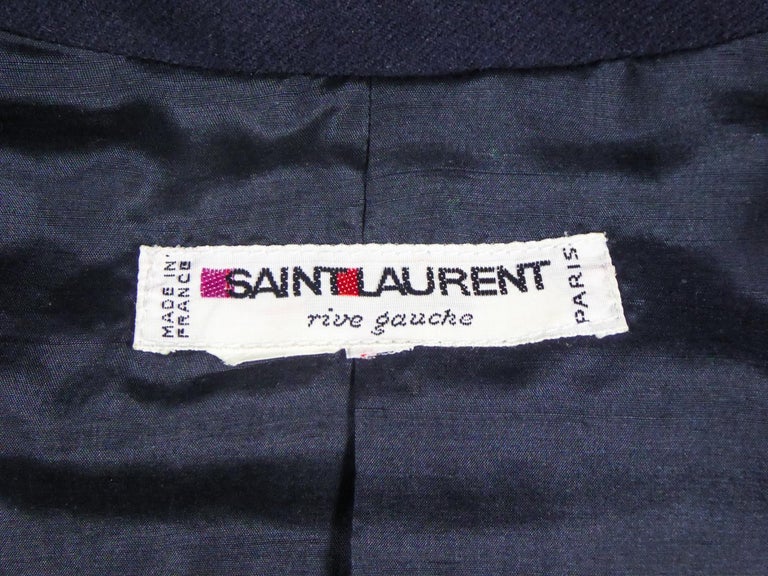 MADE IN
FRANCE
SAINT LAURENT
rive gauche
PARIS